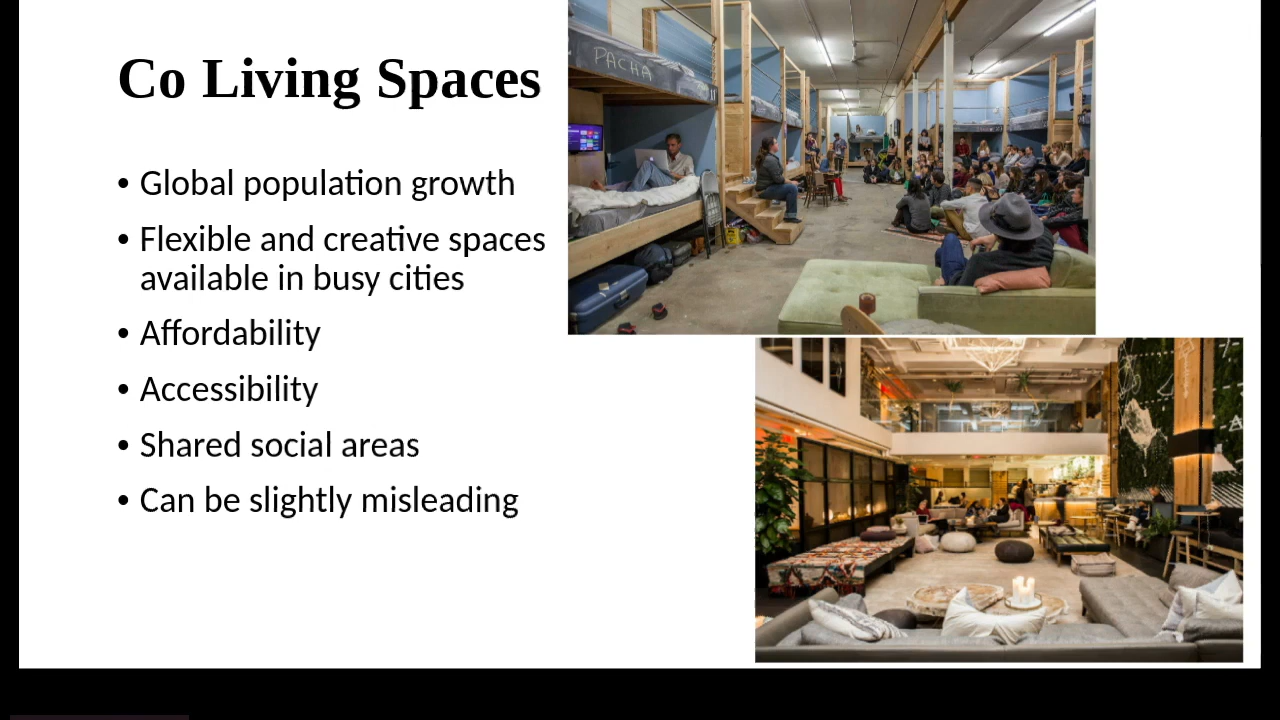 Co Living Spaces
• Global population growth
• Flexible and creative spaces
available in busy cities
• Affordability
• Accessibility
• Shared social areas
• Can be slightly misleading
PACHA